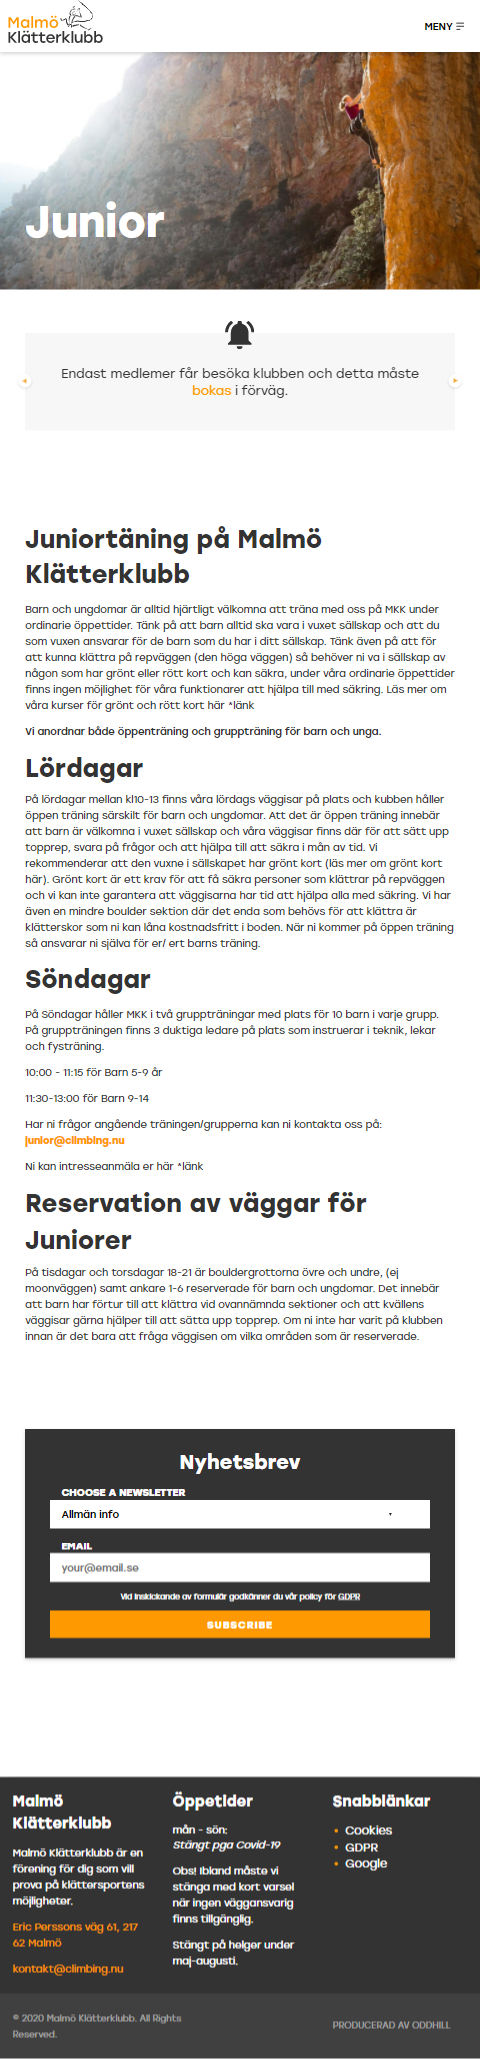 Malmö
Klätterklubb
MENY
Junior
Endast medlemer får besöka klubben och detta måste
bokas i förväg.
Juniortäning på Malmö
Klätterklubb
Barn och ungdomar är alltid hjärtligt välkomna att träna med oss på MKK under
ordinarie öppettider. Tänk på att barn alltid ska vara i vuxet sällskap och att du
som vuxen ansvarar för de barn som du har i ditt sällskap. Tänk även på att för
att kunna klättra på repväggen (den höga väggen) så behöver ni va i sällskap av
någon som har grönt eller rött kort och kan säkra, under våra ordinarie öppettider
finns ingen möjlighet för våra funktionarer att hjälpa till med säkring. Läs mer om
våra kurser för grönt och rött kort här *länk
Vi anordnar både öppenträning och gruppträning för barn och unga.
Lördagar
På lördagar mellan kl10-13 finns våra lördags väggisar på plats och kubben håller
öppen träning särskilt för barn och ungdomar. Att det är öppen träning innebär
att barn är välkomna i vuxet sällskap och våra väggisar finns där för att sätt upp
topprep, svara på frågor och att hjälpa till att säkra i mån av tid. Vi
rekommenderar att den vuxne i sällskapet har grönt kort (läs mer om grönt kort
här). Grönt kort är ett krav för att få säkra personer som klättrar på repväggen
och vi kan inte garantera att väggisarna har tid att hjälpa alla med säkring. Vi har
även en mindre boulder sektion där det enda som behövs för att klättra är
klätterskor som ni kan låna kostnadsfritt i boden. När ni kommer på öppen träning
så ansvarar ni själva för er/ ert barns träning.
Söndagar
På Söndagar håller MKK i två gruppträningar med plats för 10 barn i varje grupp.
På gruppträningen finns 3 duktiga ledare på plats som instruerar i teknik, lekar
och fysträning.
10:00 - 11:15 för Barn 5-9 år
11:30-13:00 för Barn 9-14
Har ni frågor angående träningen/grupperna kan ni kontakta oss på:
junior@climbing.nu
Ni kan intresseanmäla er här *länk
Reservation av väggar för
Juniorer
På tisdagar och torsdagar 18-21 är bouldergrottorna övre och undre, (ej
moonväggen) samt ankare 1-6 reserverade för barn och ungdomar. Det innebär
att barn har förtur till att klättra vid ovannämnda sektioner och att kvällens
väggisar gärna hjälper till att sätta upp topprep. Om ni inte har varit på klubben
innan är det bara att fråga väggisen om vilka områden som är reserverade.
Nyhetsbrev
CHOOSE A NEWSLETTER
Allmän info
EMAIL
your@email.se
Vid inskickande av formulär godkänner du vår policy för GDPR
SUBSCRIBE
Malmö
Klätterklubb
Malmö Klätterklubb är en
förening för dig som vill
prova på klättersportens
möjligheter.
Eric Perssons väg 61, 217
62 Malmö
kontakt@climbing.nu
Öppetider
mån - sön:
Stängt pga Covid-19
Obs! Ibland måste vi
stänga med kort varsel
när ingen väggansvarig
finns tillgänglig.
Stängt på helger under
maj-augusti.
Snabblänkar
Cookies
GDPR
Google
© 2020 Malmö Klätterklubb. All Rights
Reserved.
PRODUCERAD AV ODDHILL